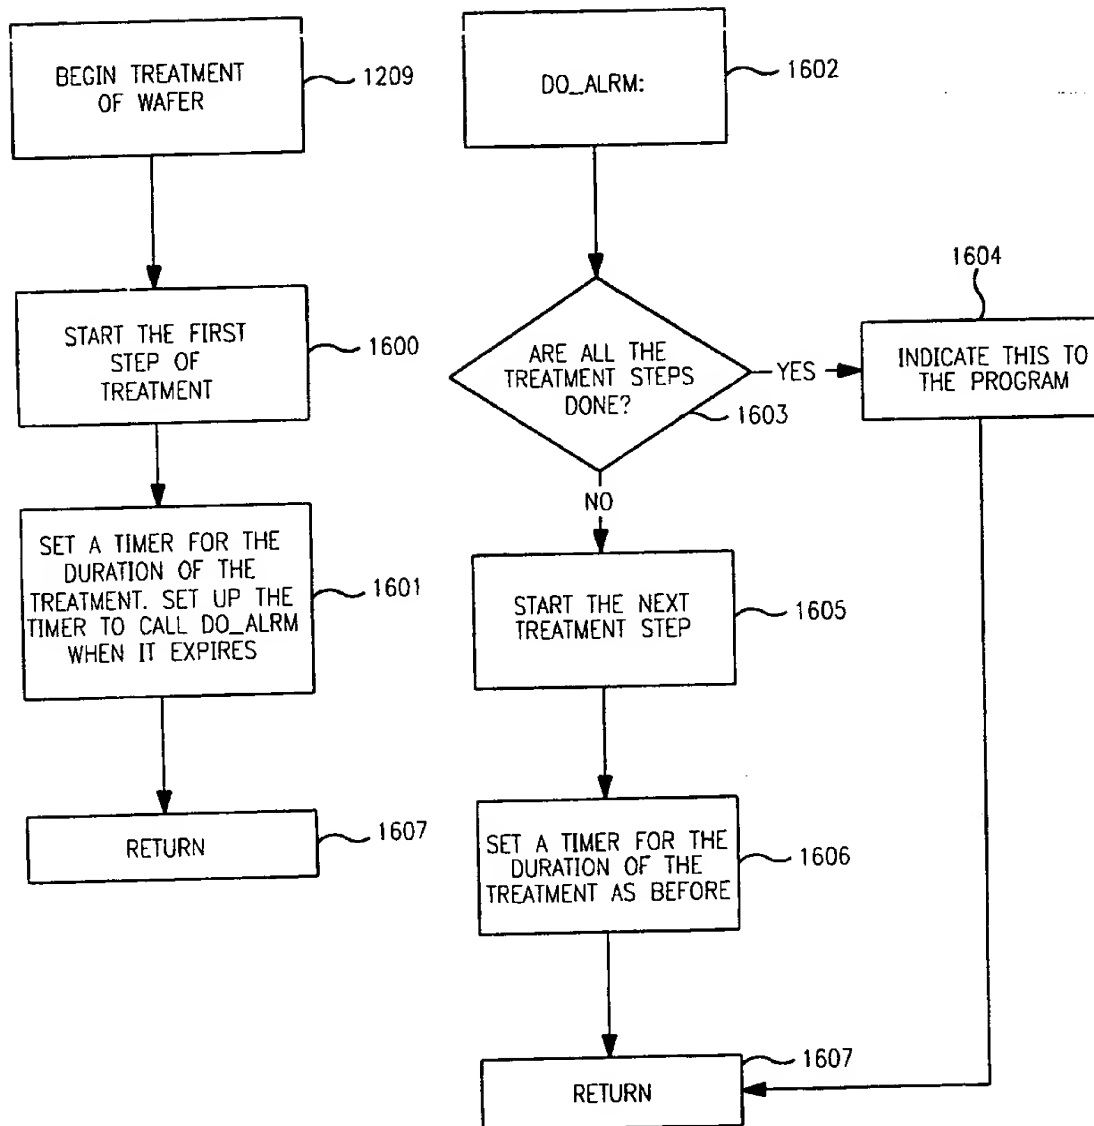 BEGIN TREATMENT
OF WAFER
1209
START THE FIRST
STEP OF
TREATMENT
1600
SET A TIMER FOR THE
DURATION OF THE
TREATMENT. SET UP THE
TIMER TO CALL DO_ALRM
WHEN IT EXPIRES
1601
RETURN
1607
DO_ALRM:
1602
ARE ALL THE
TREATMENT STEPS
DONE?
1603
YES
1604
INDICATE THIS TO
THE PROGRAM
NO
START THE NEXT
TREATMENT STEP
1605
SET A TIMER FOR THE
DURATION OF THE
TREATMENT AS BEFORE
1606
RETURN
1607